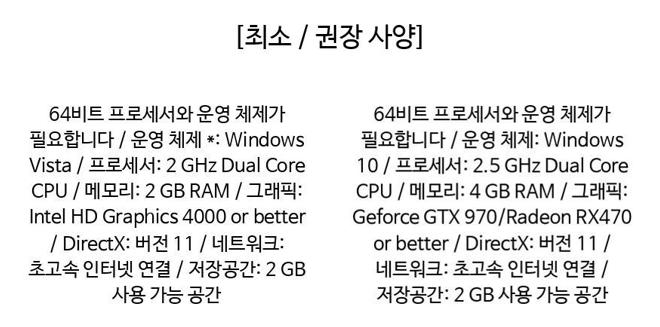 [최소 / 권장 사양]
64비트 프로세서와 운영 체제가
필요합니다 / 운영 체제 *: Windows
Vista / 프로세서: 2 GHz Dual Core
CPU / 메모리: 2 GB RAM / 그래픽:
Intel HD Graphics 4000 or better
/ DirectX: 버전 11 / 네트워크:
초고속 인터넷 연결 / 저장공간: 2 GB
사용 가능 공간
64비트 프로세서와 운영 체제가
필요합니다 / 운영 체제: Windows
10 / 프로세서: 2.5 GHz Dual Core
CPU / 메모리: 4 GB RAM / 그래픽:
Geforce GTX 970/Radeon RX470
or better / DirectX: 버전 11 /
네트워크: 초고속 인터넷 연결 /
저장공간: 2 GB 사용 가능 공간